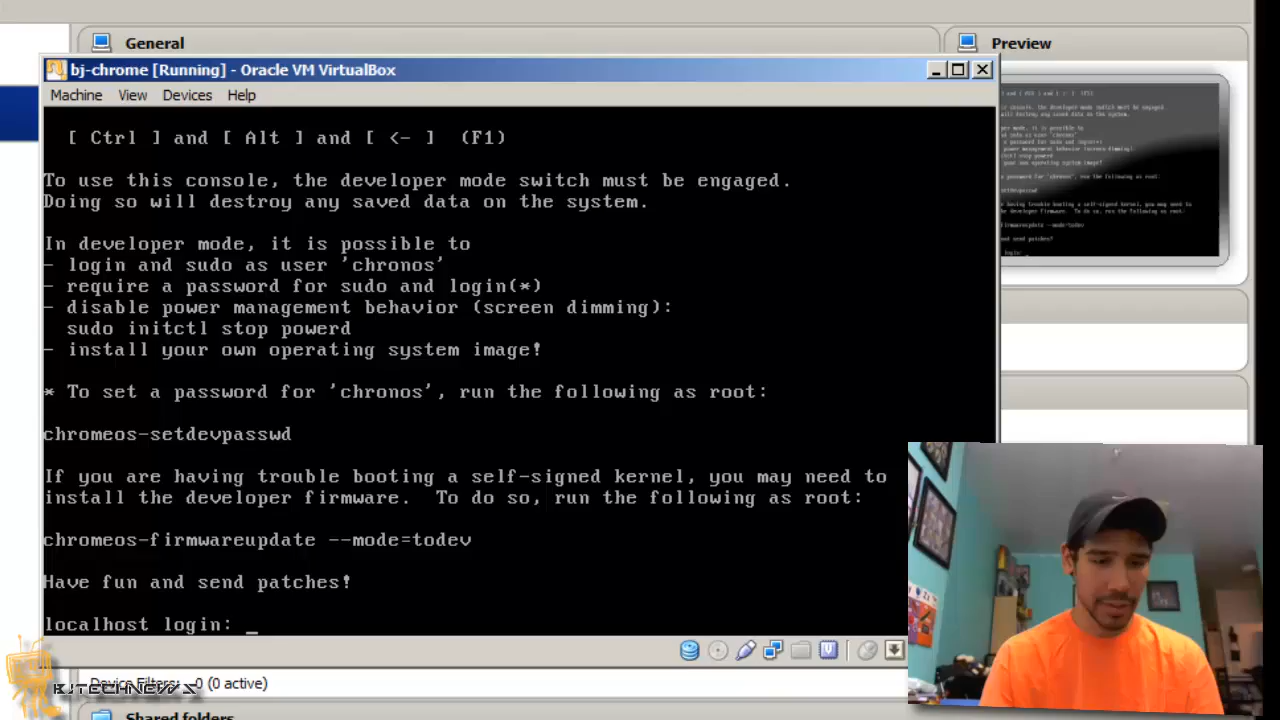 General
Preview
bj-chrome [Running] - Oracle VM VirtualBox
Machine View Devices Help
[ Ctrl ] and [ Alt ] and [ <- ] (F1)
To use this console, the developer mode switch must be engaged.
Doing so will destroy any saved data on the system.
In developer mode, it is possible to
- login and sudo as user 'chronos'
- require a password for sudo and login(*)
- disable power management behavior (screen dimming):
sudo initctl stop powerd
- install your own operating system image!
* To set a password for 'chronos', run the following as root:
chromeos-setdevpasswd
If you are having trouble booting a self-signed kernel, you may need to
install the developer firmware. To do so, run the following as root:
chromeos-firmwareupdate --mode=todev
Have fun and send patches!
localhost login: _
Device Filters: 0 (0 active)
BJTECHNEWS
Shared folders